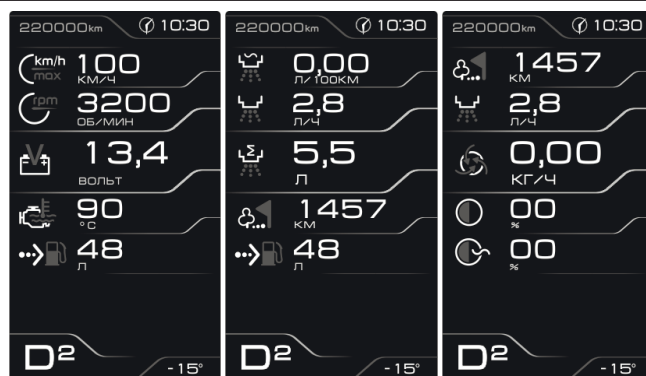 220000km 10:30
km/h
max
100
КМ/Ч
rpm
3200
ОБ/МИН
V
13,4
ВОЛЬТ
90
°С
48
Л
D2
-15°
220000km 10:30
0,00
Л/100КМ
2,8
Л/Ч
Σ
5,5
Л
1457
КМ
48
Л
D2
-15°
220000km 10:30
1457
КМ
2,8
Л/Ч
0,00
КГ/Ч
00
%
00
%
D2
-15°